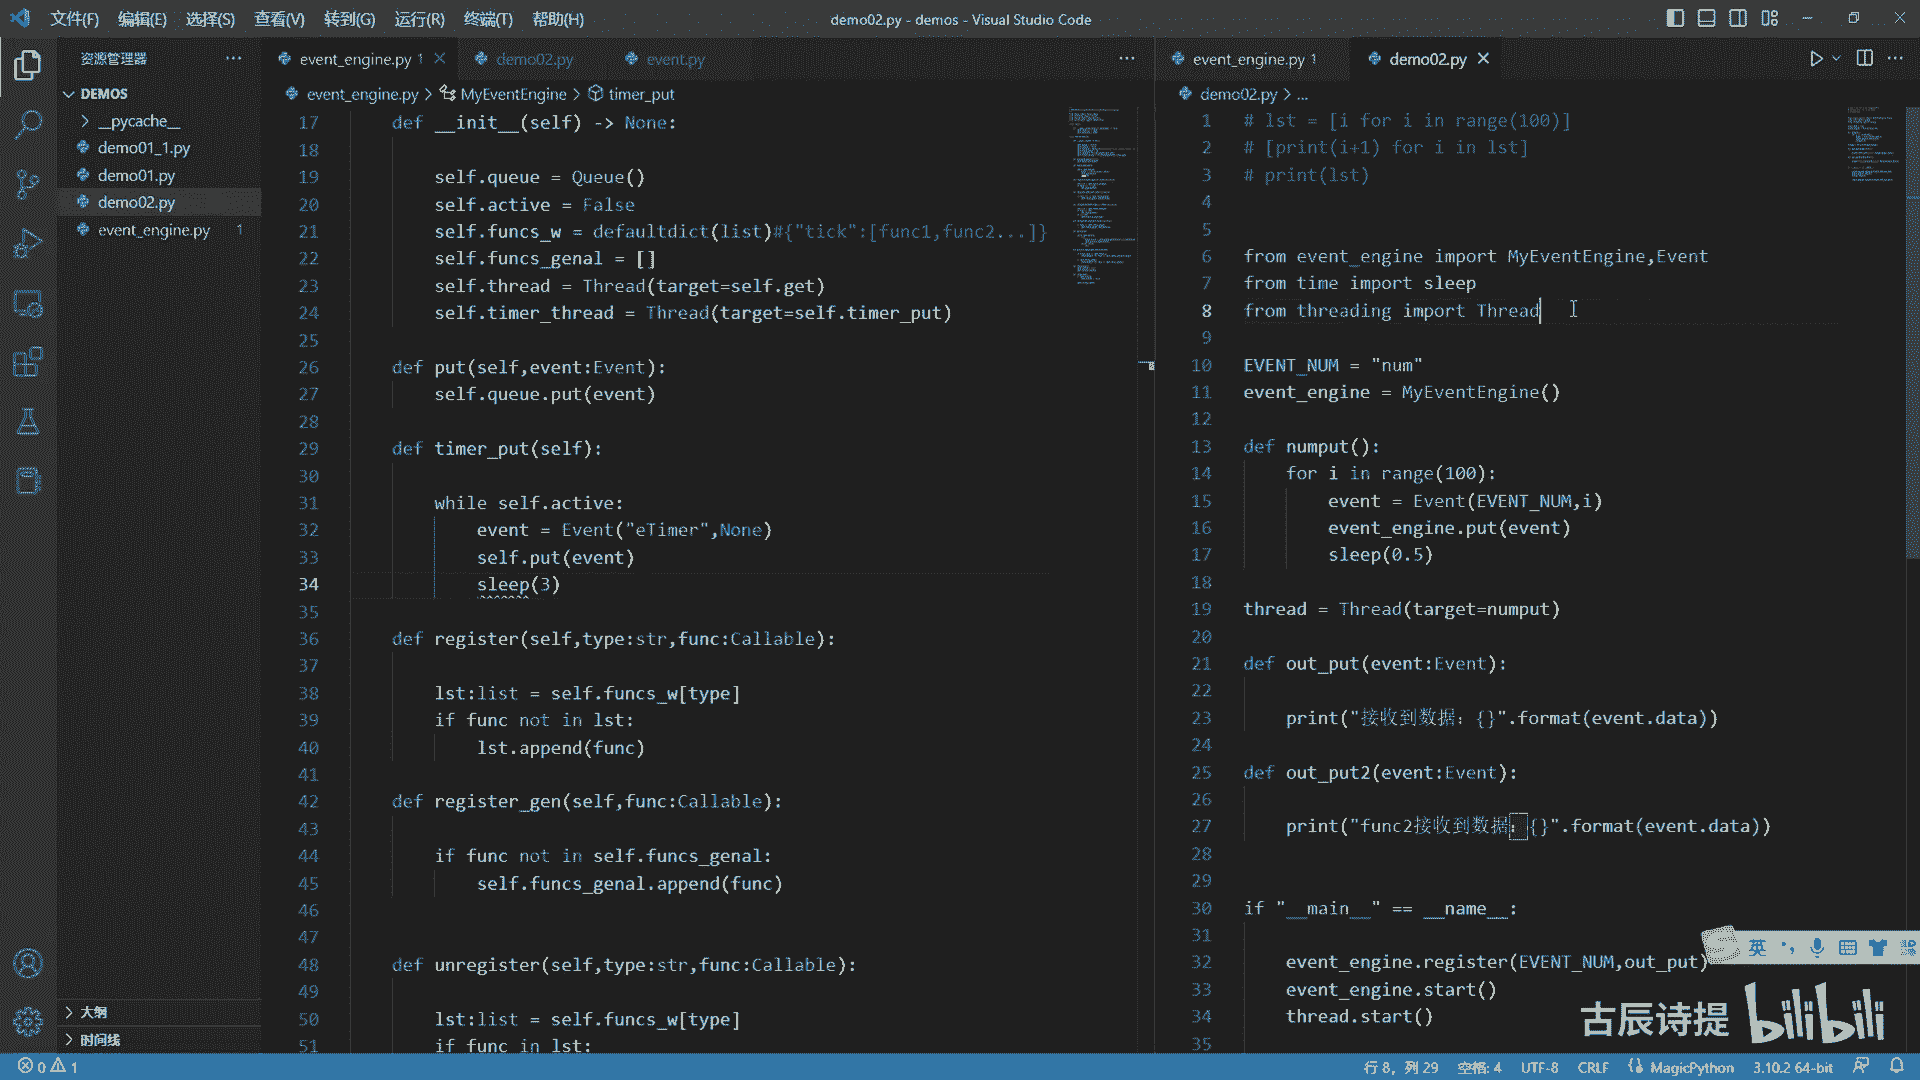 文件(F) 编辑(E) 选择(S) 查看(V) 转到(G) 运行(R) 终端(T) 帮助(H)
demo02.py - demos - Visual Studio Code
资源管理器
DEMOS
__pycache__
demo01_1.py
demo01.py
demo02.py
event_engine.py 1
大纲
时间线
event_engine.py 1
demo02.py
event.py
event_engine.py > MyEventEngine > timer_put
17 def __init__(self) -> None:
18
19 self.queue = Queue()
20 self.active = False
21 self.funcs_w = defaultdict(list)#{"tick":[func1,func2...]}
22 self.funcs_genal = []
23 self.thread = Thread(target=self.get)
24 self.timer_thread = Thread(target=self.timer_put)
25
26 def put(self,event:Event):
27 self.queue.put(event)
28
29 def timer_put(self):
30
31 while self.active:
32 event = Event("eTimer",None)
33 self.put(event)
34 sleep(3)
35
36 def register(self,type:str,func:Callable):
37
38 lst:list = self.funcs_w[type]
39 if func not in lst:
40 lst.append(func)
41
42 def register_gen(self,func:Callable):
43
44 if func not in self.funcs_genal:
45 self.funcs_genal.append(func)
46
47
48 def unregister(self,type:str,func:Callable):
49
50 lst:list = self.funcs_w[type]
51 if func in lst:
event_engine.py 1
demo02.py
demo02.py > ...
1 # lst = [i for i in range(100)]
2 # [print(i+1) for i in lst]
3 # print(lst)
4
5
6 from event_engine import MyEventEngine,Event
7 from time import sleep
8 from threading import Thread
9
10 EVENT_NUM = "num"
11 event_engine = MyEventEngine()
12
13 def numput():
14 for i in range(100):
15 event = Event(EVENT_NUM,i)
16 event_engine.put(event)
17 sleep(0.5)
18
19 thread = Thread(target=numput)
20
21 def out_put(event:Event):
22
23 print("接收到数据：{}".format(event.data))
24
25 def out_put2(event:Event):
26
27 print("func2接收到数据：{}".format(event.data))
28
29
30 if "__main__" == __name__:
31
32 event_engine.register(EVENT_NUM,out_put)
33 event_engine.start()
34 thread.start()
35
英
古辰诗提 bilibili
0 1
行 8，列 29 空格: 4 UTF-8 CRLF MagicPython 3.10.2 64-bit